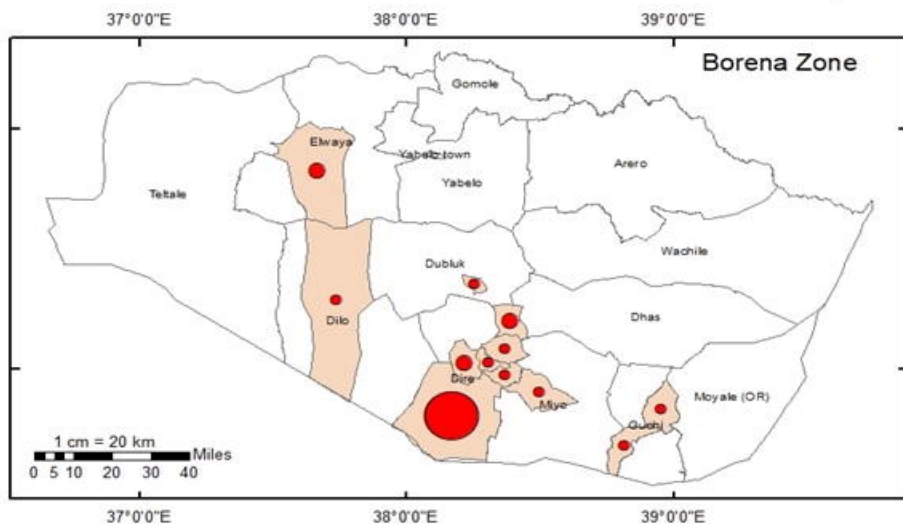 37°0'0"E 38°0'0"E 39°0'0"E
Borena Zone
Gomole
Elwaya
Yabelo town
Arero
Yabelo
Teltale
Wachile
Dubluk
Dhas
Dilo
Dire
Moyale (OR)
Miyo
Guchi
1 cm = 20 km
Miles
0 5 10 20 30 40
37°0'0"E 38°0'0"E 39°0'0"E